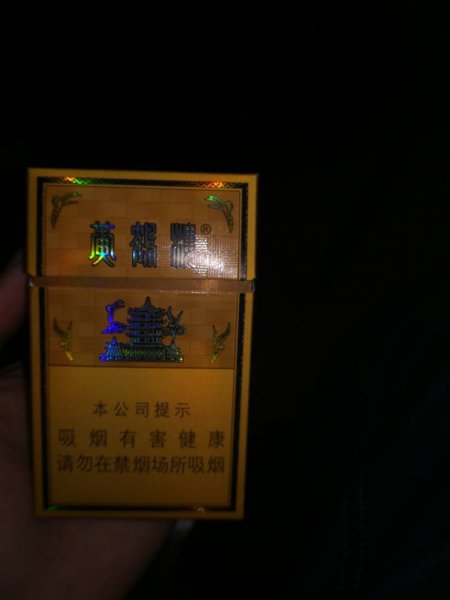 黄鹤楼®
本公司提示
吸烟有害健康
请勿在禁烟场所吸烟